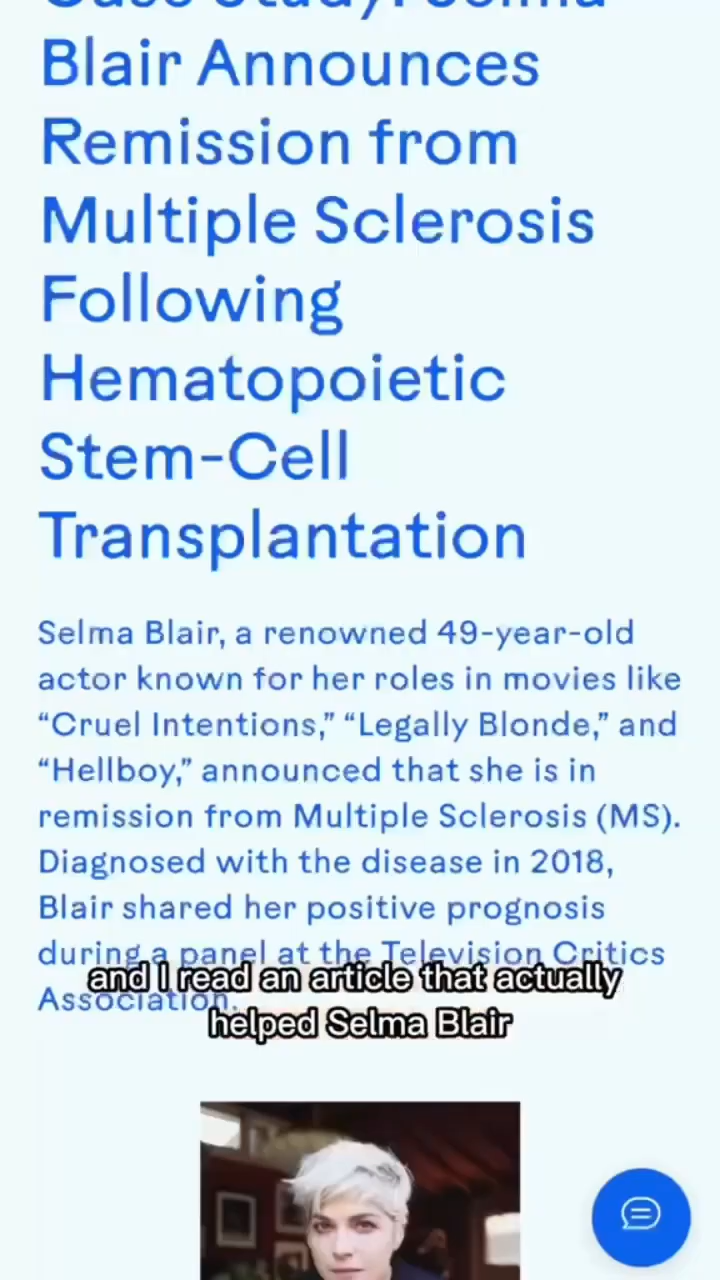 Case Study: Selma
Blair Announces
Remission from
Multiple Sclerosis
Following
Hematopoietic
Stem-Cell
Transplantation
Selma Blair, a renowned 49-year-old
actor known for her roles in movies like
“Cruel Intentions,” “Legally Blonde,” and
“Hellboy,” announced that she is in
remission from Multiple Sclerosis (MS).
Diagnosed with the disease in 2018,
Blair shared her positive prognosis
during a panel at the Television Critics
Association.
and I read an article that actually
helped Selma Blair